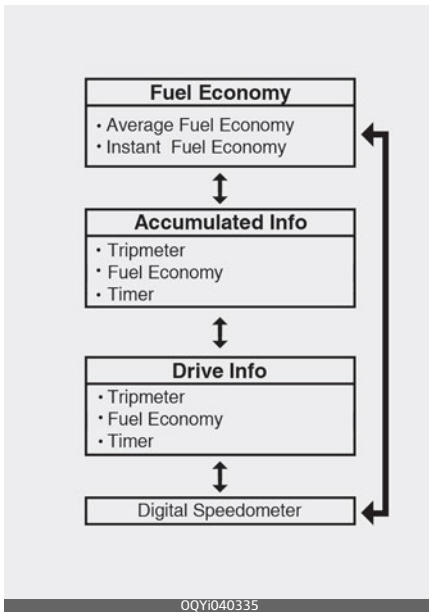 Fuel Economy
• Average Fuel Economy
• Instant Fuel Economy
Accumulated Info
• Tripmeter
• Fuel Economy
• Timer
Drive Info
• Tripmeter
• Fuel Economy
• Timer
Digital Speedometer
OQYi040335